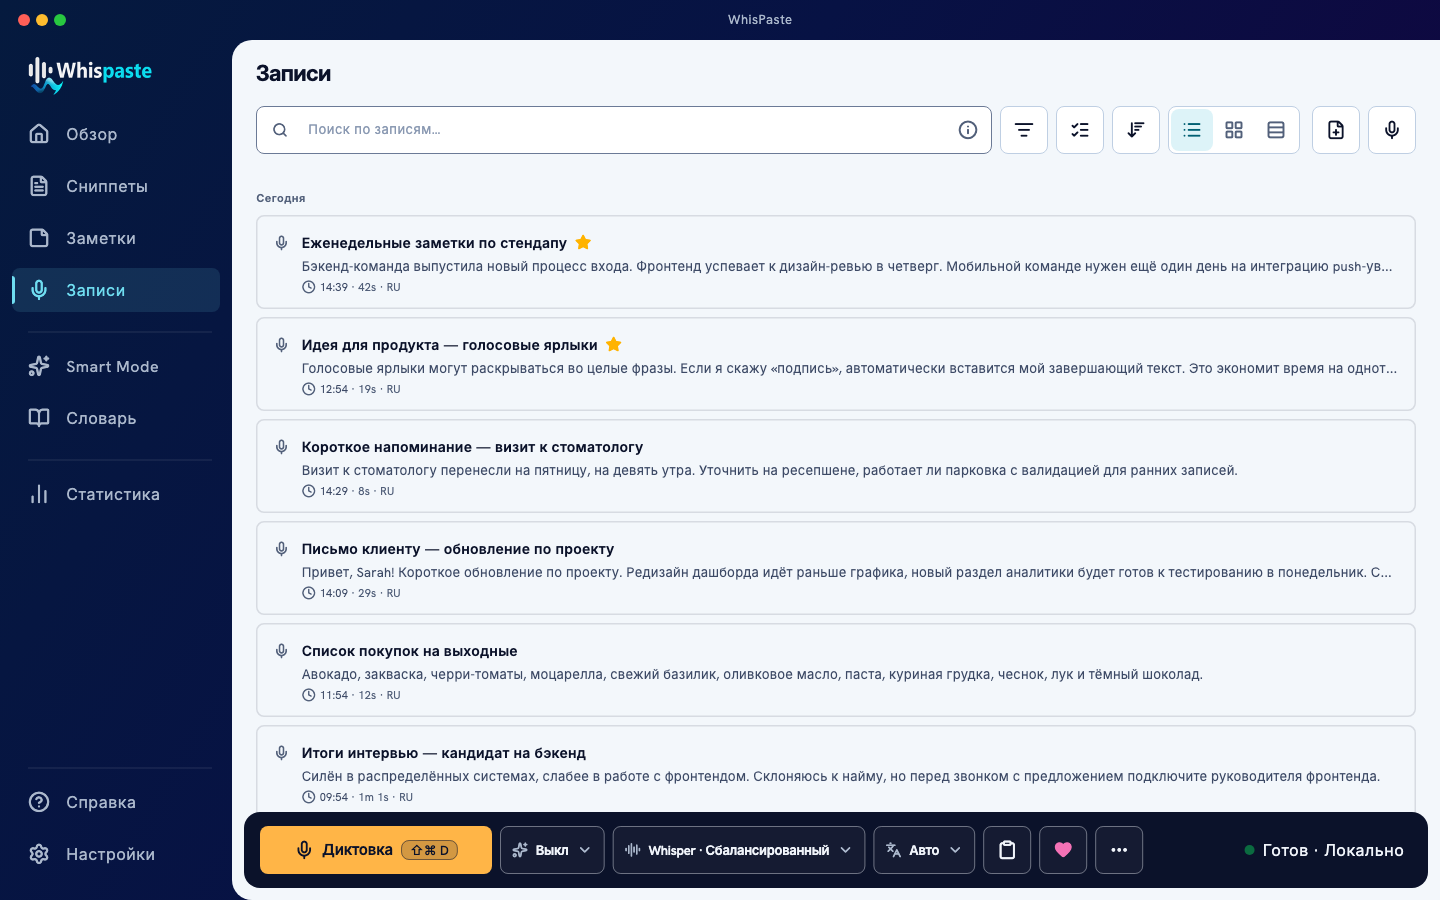 WhisPaste
Whispaste
Обзор
Сниппеты
Заметки
Записи
Smart Mode
Словарь
Статистика
Справка
Настройки
Записи
Поиск по записям...
Сегодня
Еженедельные заметки по стендапу
Бэкенд-команда выпустила новый процесс входа. Фронтенд успевает к дизайн-ревью в четверг. Мобильной команде нужен ещё один день на интеграцию push-ув...
14:39 · 42s · RU
Идея для продукта — голосовые ярлыки
Голосовые ярлыки могут раскрываться во целые фразы. Если я скажу «подпись», автоматически вставится мой завершающий текст. Это экономит время на однот...
12:54 · 19s · RU
Короткое напоминание — визит к стоматологу
Визит к стоматологу перенесли на пятницу, на девять утра. Уточнить на ресепшене, работает ли парковка с валидацией для ранних записей.
14:29 · 8s · RU
Письмо клиенту — обновление по проекту
Привет, Sarah! Короткое обновление по проекту. Редизайн дашборда идёт раньше графика, новый раздел аналитики будет готов к тестированию в понедельник. С...
14:09 · 29s · RU
Список покупок на выходные
Авокадо, закваска, черри-томаты, моцарелла, свежий базилик, оливковое масло, паста, куриная грудка, чеснок, лук и тёмный шоколад.
11:54 · 12s · RU
Итоги интервью — кандидат на бэкенд
Силён в распределённых системах, слабее в работе с фронтендом. Склоняюсь к найму, но перед звонком с предложением подключите руководителя фронтенда.
09:54 · 1m 1s · RU
Диктовка ⇧⌘ D
Выкл
Whisper · Сбалансированный
Авто
Готов · Локально